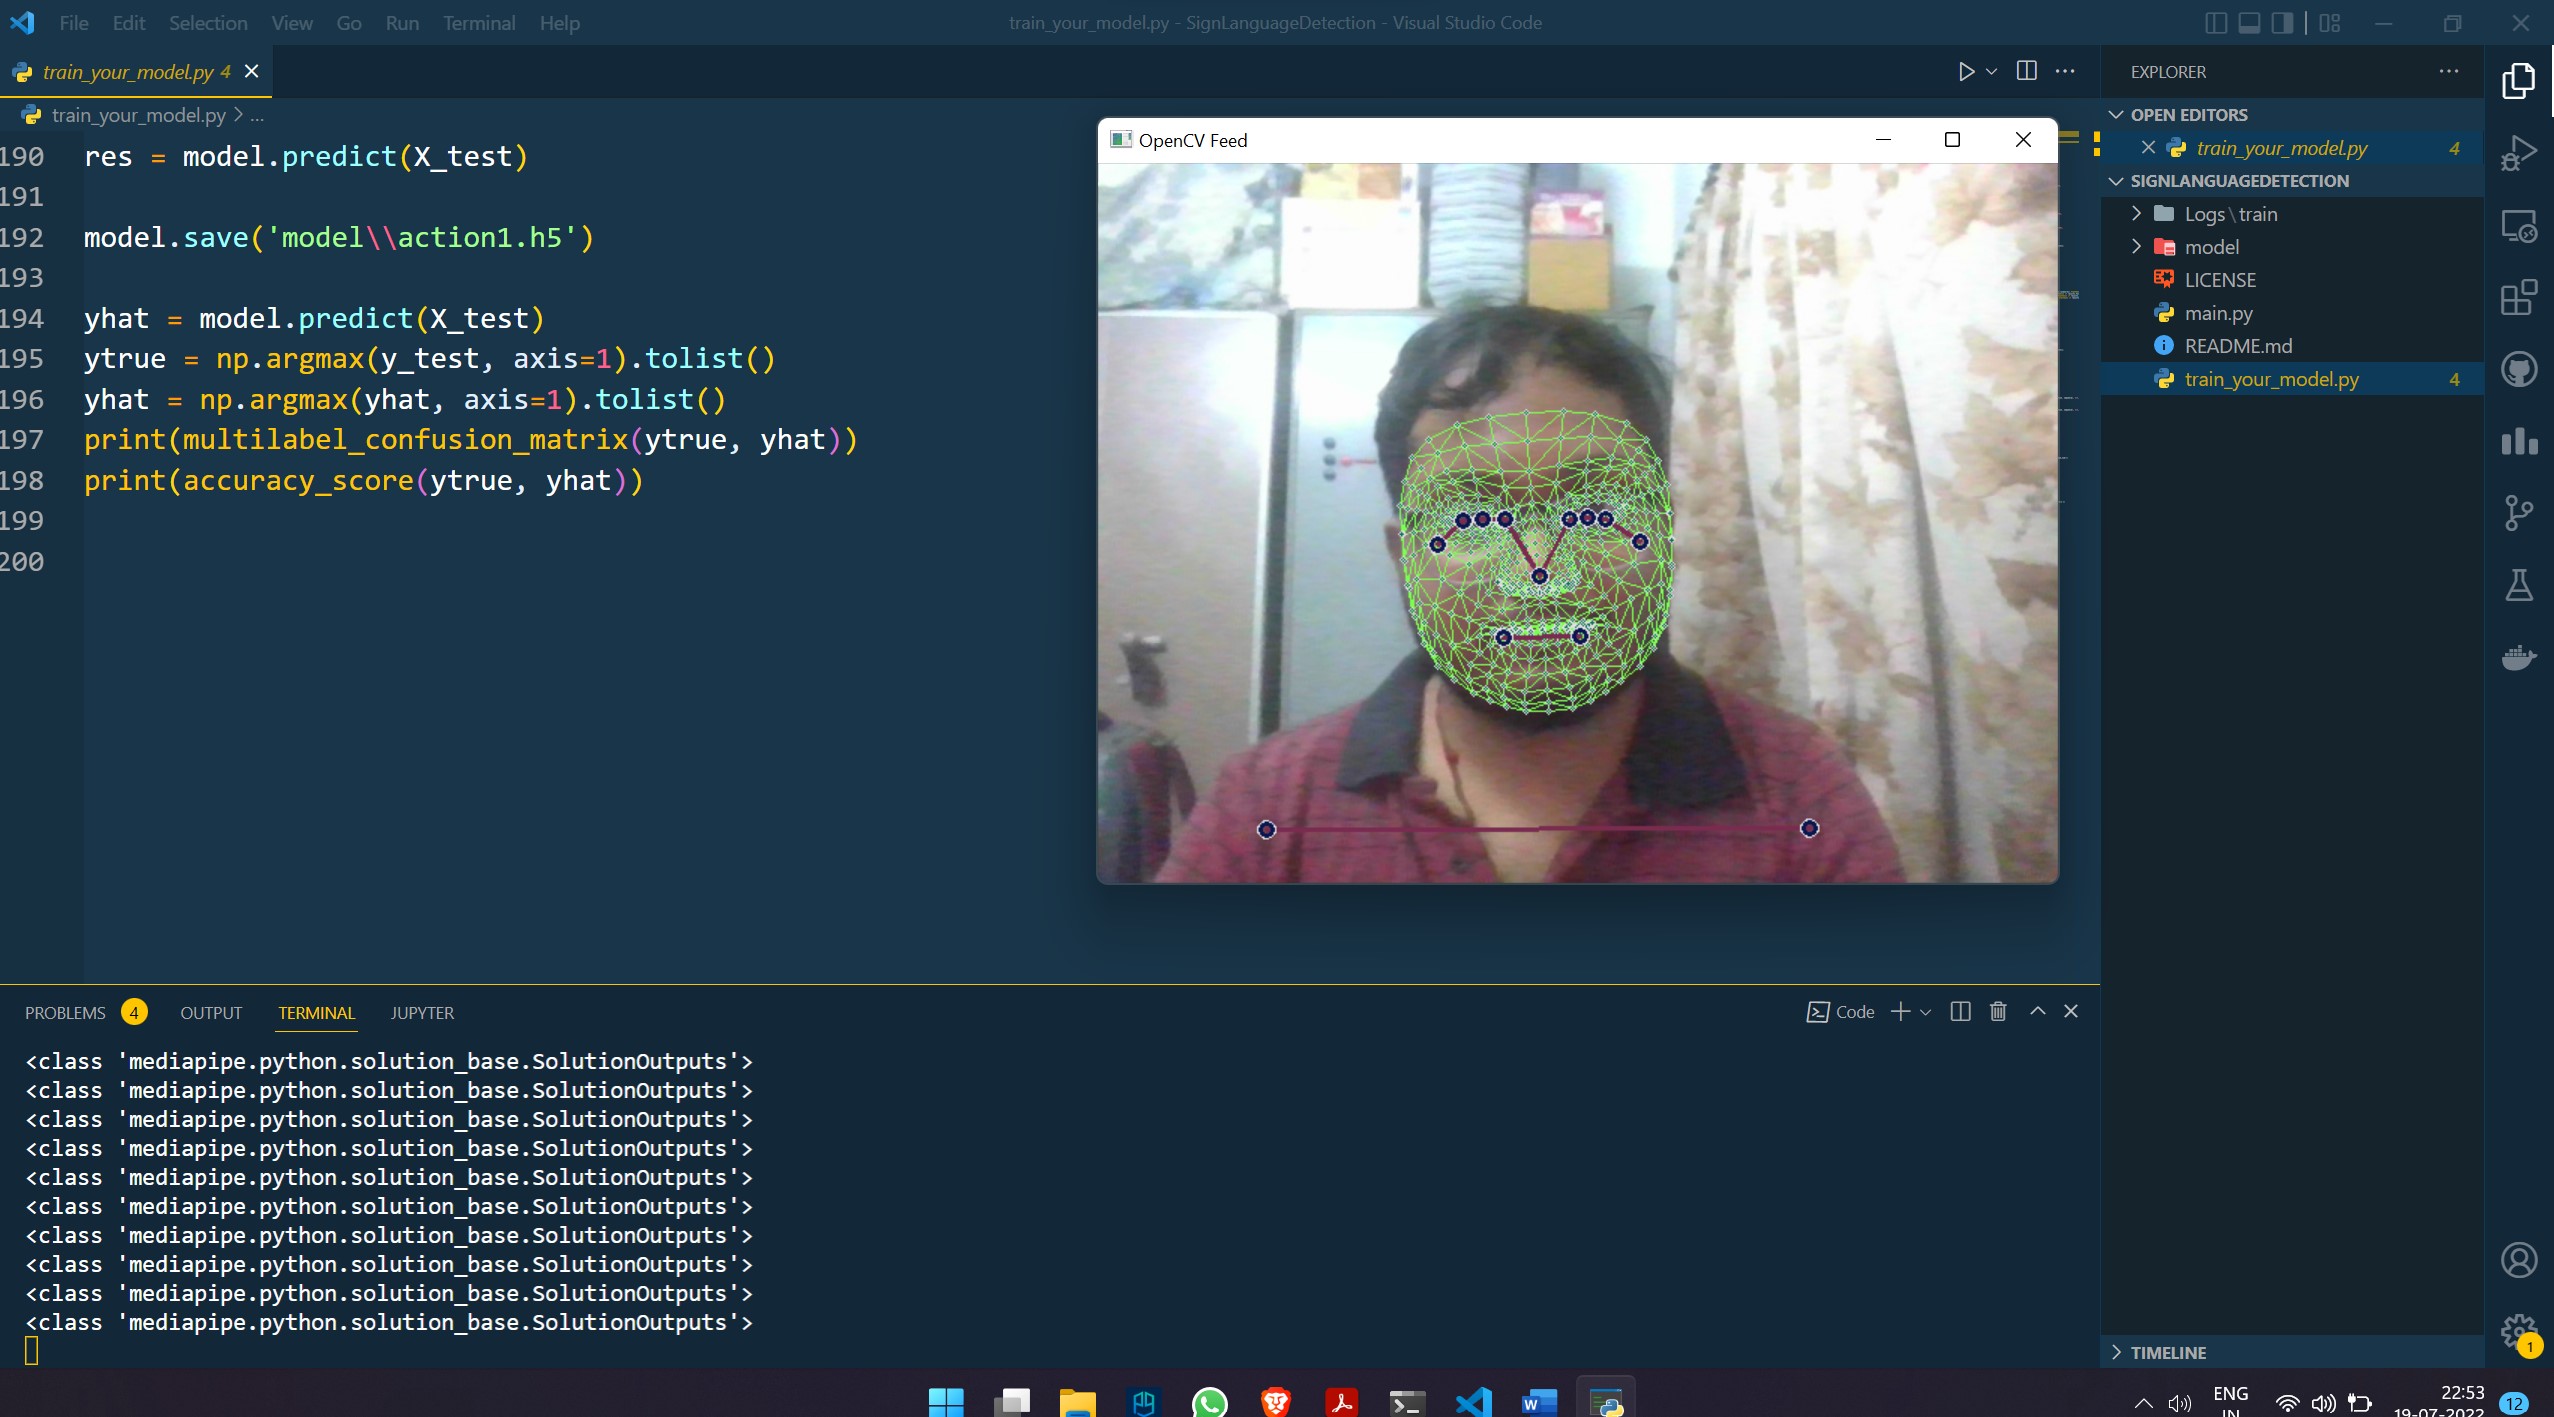 File Edit Selection View Go Run Terminal Help
train_your_model.py - SignLanguageDetection - Visual Studio Code
train_your_model.py 4
train_your_model.py > ...
190 res = model.predict(X_test)
191
192 model.save('model\\action1.h5')
193
194 yhat = model.predict(X_test)
195 ytrue = np.argmax(y_test, axis=1).tolist()
196 yhat = np.argmax(yhat, axis=1).tolist()
197 print(multilabel_confusion_matrix(ytrue, yhat))
198 print(accuracy_score(ytrue, yhat))
199
200
OpenCV Feed
EXPLORER
OPEN EDITORS
train_your_model.py 4
SIGNLANGUAGEDETECTION
Logs\train
model
LICENSE
main.py
README.md
train_your_model.py 4
TIMELINE
PROBLEMS 4 OUTPUT TERMINAL JUPYTER
Code
<class 'mediapipe.python.solution_base.SolutionOutputs'>
<class 'mediapipe.python.solution_base.SolutionOutputs'>
<class 'mediapipe.python.solution_base.SolutionOutputs'>
<class 'mediapipe.python.solution_base.SolutionOutputs'>
<class 'mediapipe.python.solution_base.SolutionOutputs'>
<class 'mediapipe.python.solution_base.SolutionOutputs'>
<class 'mediapipe.python.solution_base.SolutionOutputs'>
<class 'mediapipe.python.solution_base.SolutionOutputs'>
<class 'mediapipe.python.solution_base.SolutionOutputs'>
<class 'mediapipe.python.solution_base.SolutionOutputs'>
1
ENG
IN
22:53
19-07-2022
12